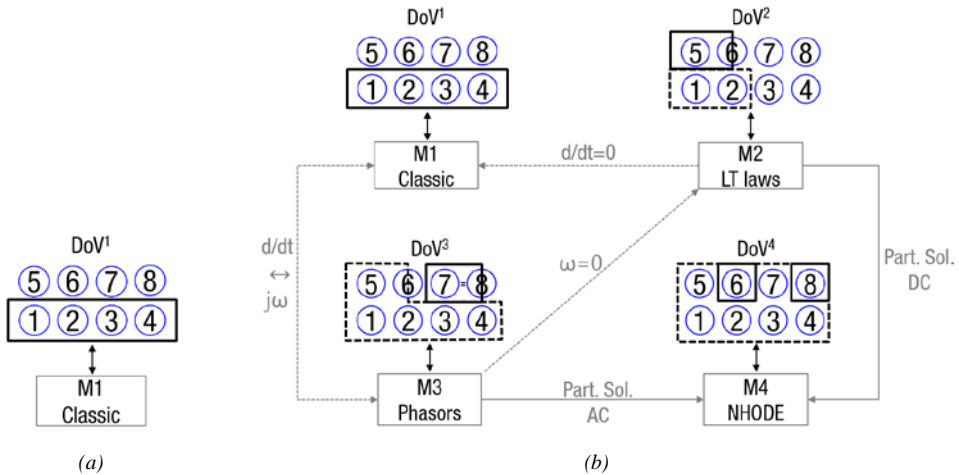 DoV¹
5 6 7 8
1 2 3 4
M1
Classic
(a)
DoV¹
5 6 7 8
1 2 3 4
M1
Classic
DoV²
5 6 7 8
1 2 3 4
M2
LT laws
d/dt=0
d/dt
↔
jω
ω=0
Part. Sol.
DC
DoV³
5 6 7 = 8
1 2 3 4
M3
Phasors
Part. Sol.
AC
DoV⁴
5 6 7 8
1 2 3 4
M4
NHODE
(b)